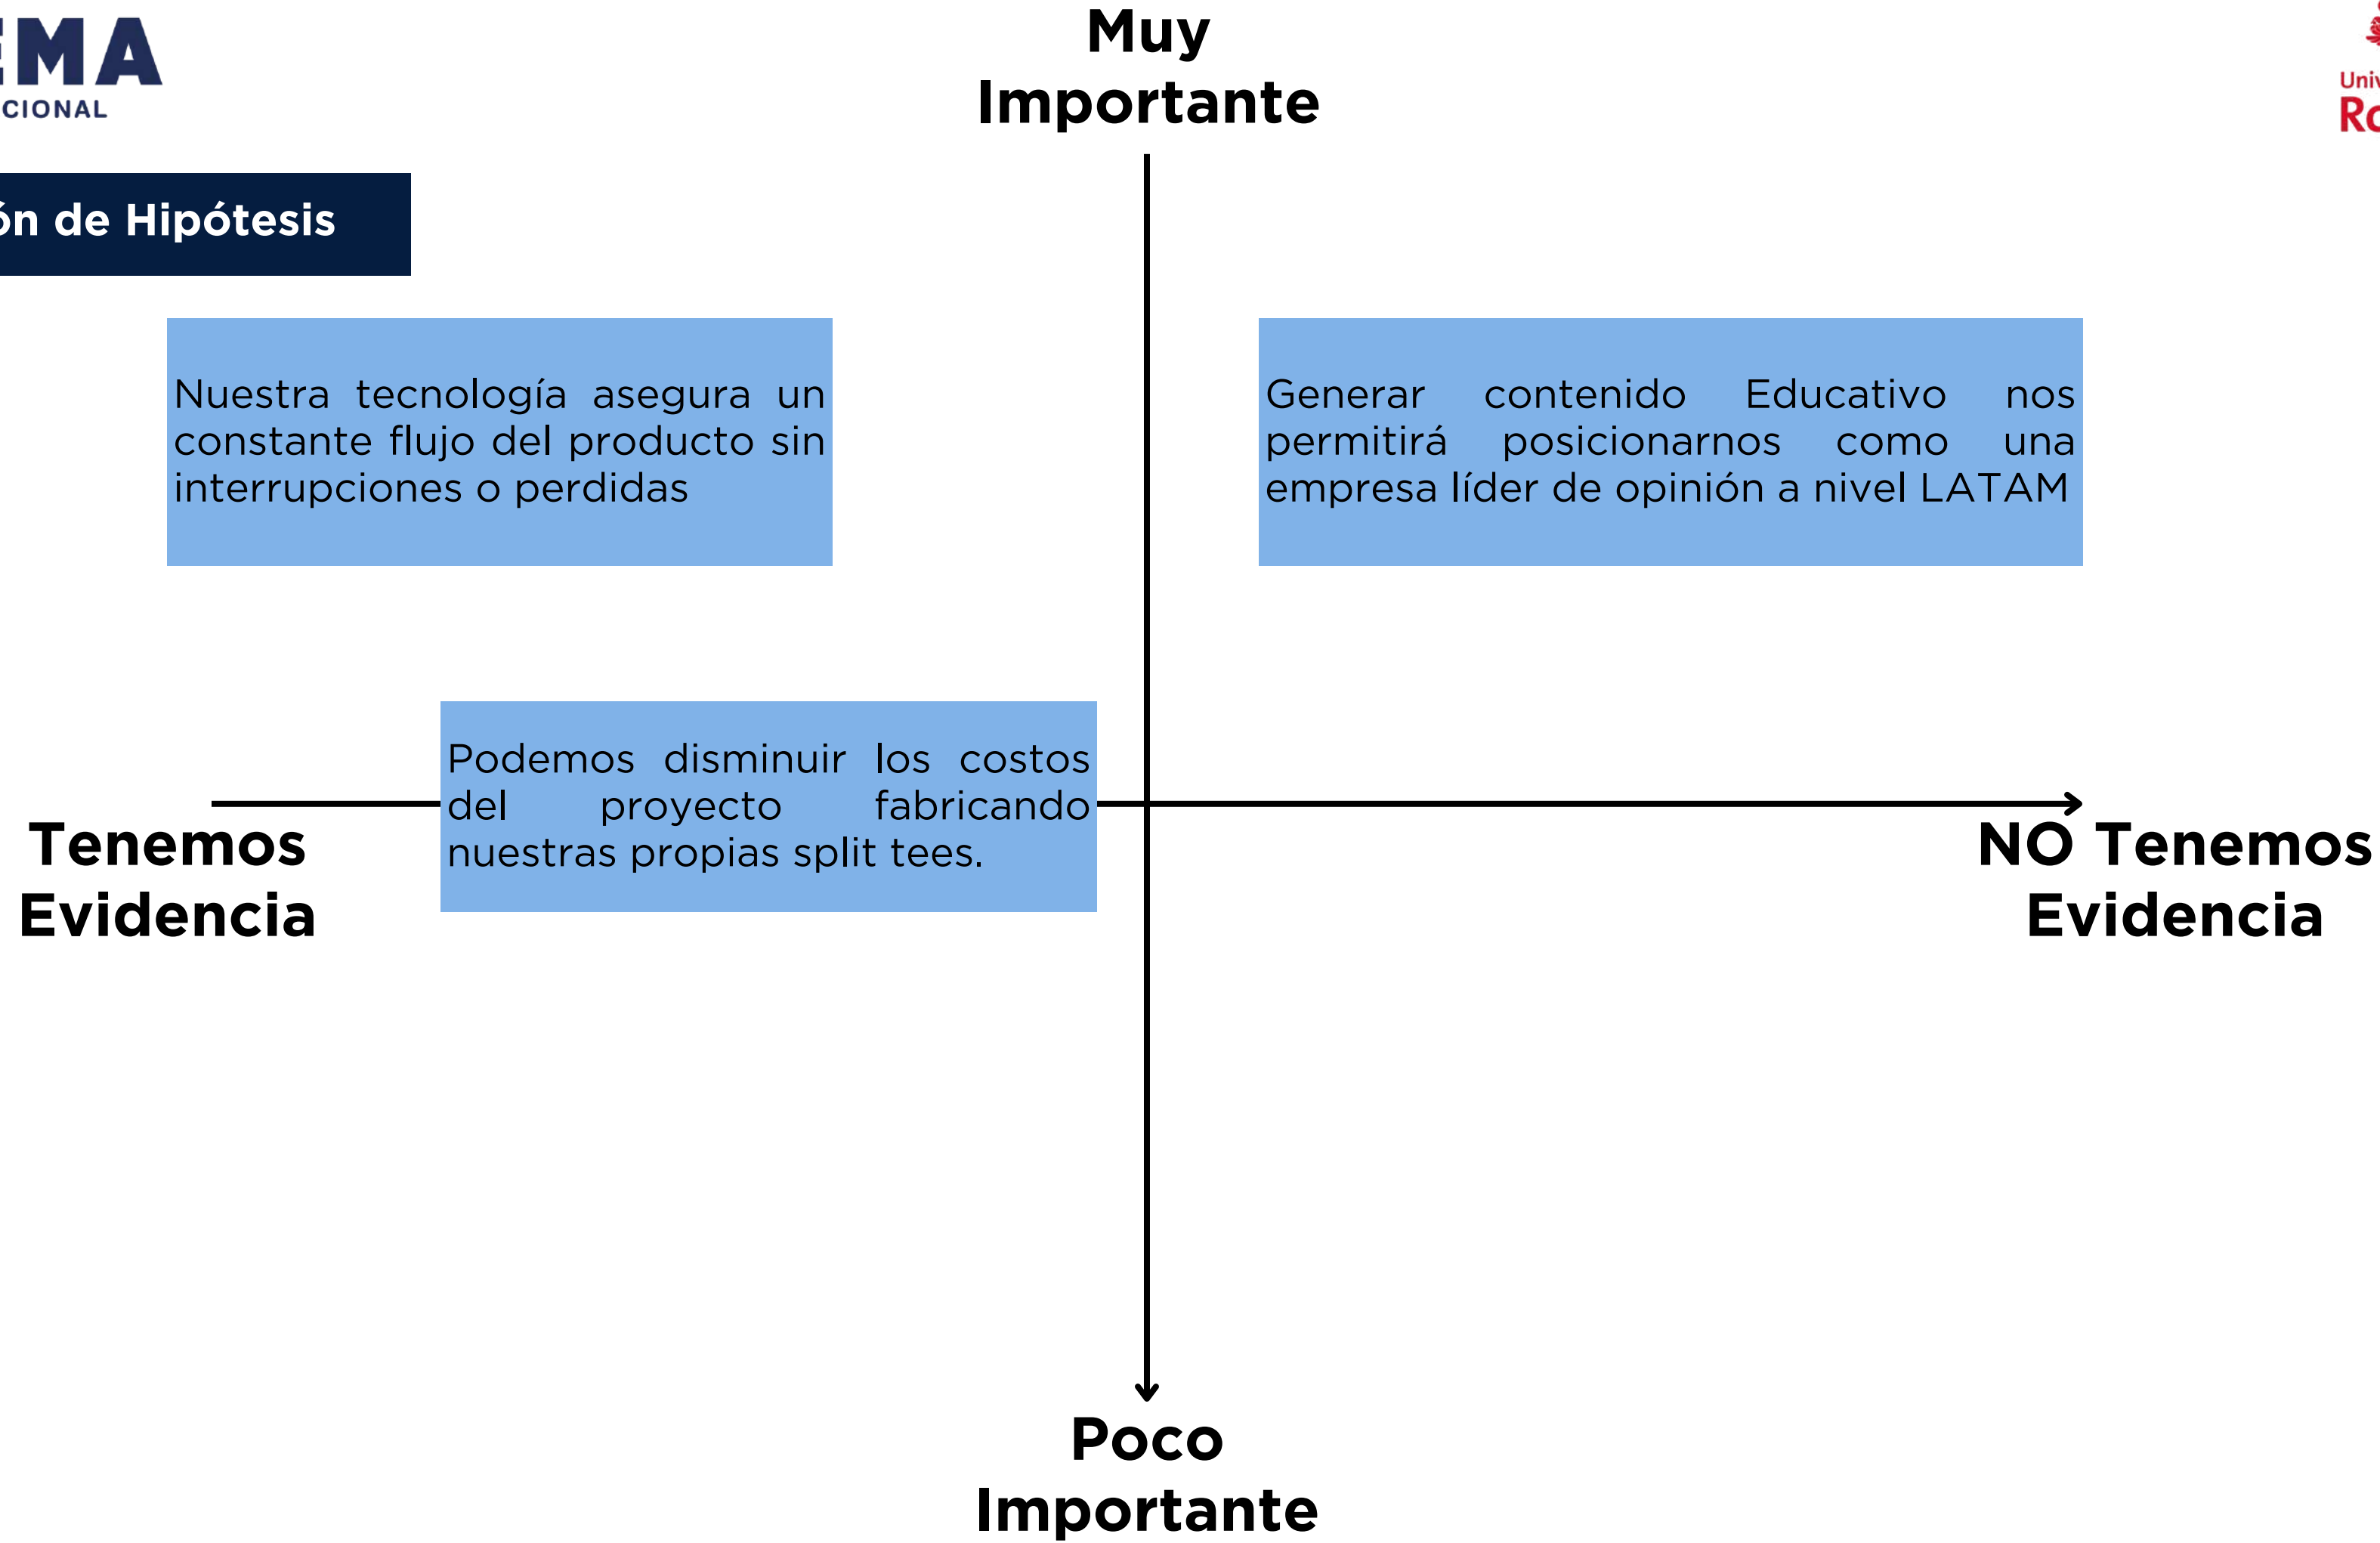 EMA
CIONAL
Muy
Importante
Univ
Ro
ón de Hipótesis
Nuestra tecnología asegura un
constante flujo del producto sin
interrupciones o perdidas
Generar contenido Educativo nos
permitirá posicionarnos como una
empresa líder de opinión a nivel LATAM
Podemos disminuir los costos
del proyecto fabricando
nuestras propias split tees.
Tenemos
Evidencia
NO Tenemos
Evidencia
Poco
Importante